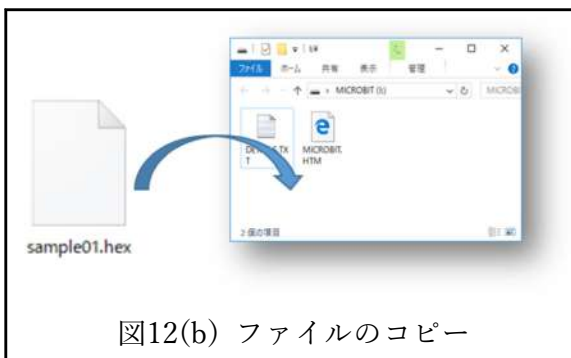 ファイル ホーム 共有 表示 管理
MICROBIT (I:)
MICROBIT.
HTM
2 個の項目
sample01.hex
図12(b) ファイルのコピー